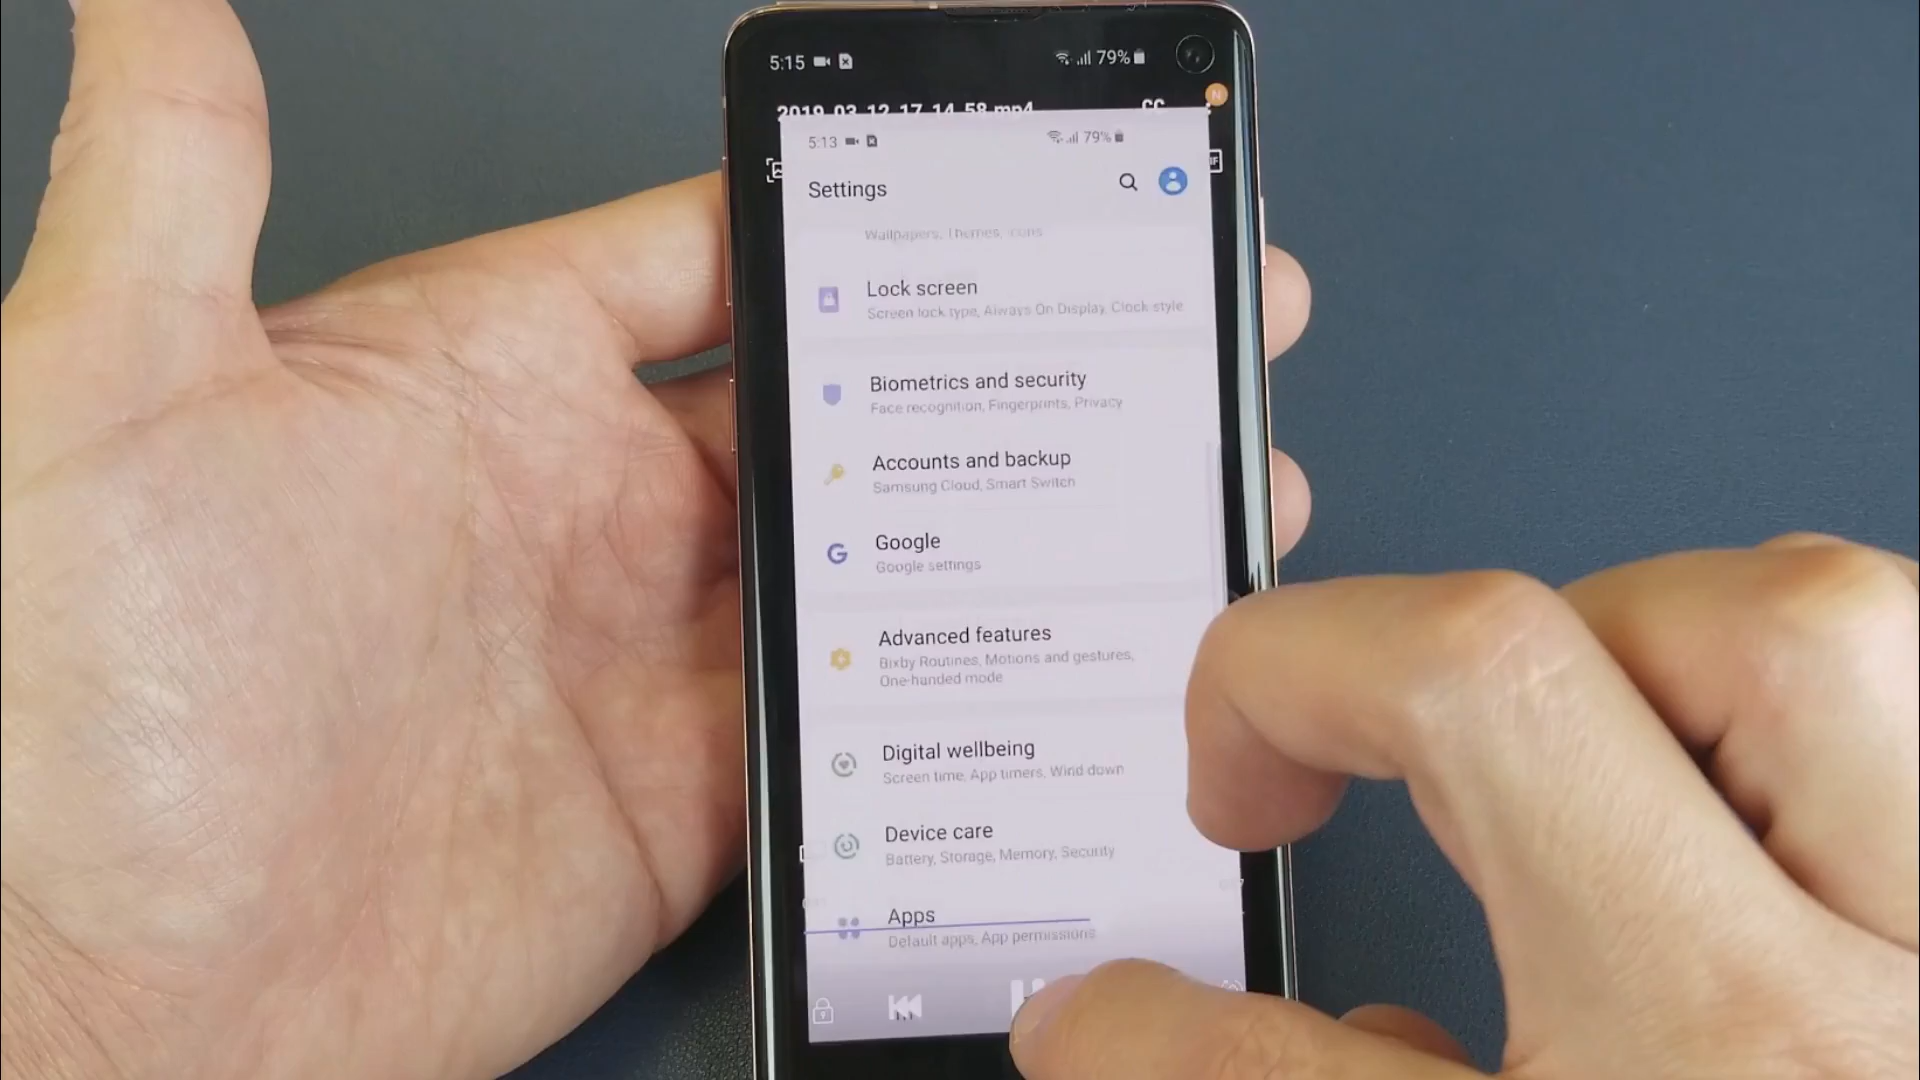 5:15 79%
2019_03_12_17_14_58.mp4 CC
N
5:13 79%
Settings
Wallpapers, Themes, Icons
Lock screen
Screen lock type, Always On Display, Clock style
Biometrics and security
Face recognition, Fingerprints, Privacy
Accounts and backup
Samsung Cloud, Smart Switch
G
Google
Google settings
Advanced features
Bixby Routines, Motions and gestures,
One-handed mode
Digital wellbeing
Screen time, App timers, Wind down
Device care
Battery, Storage, Memory, Security
Apps
Default apps, App permissions